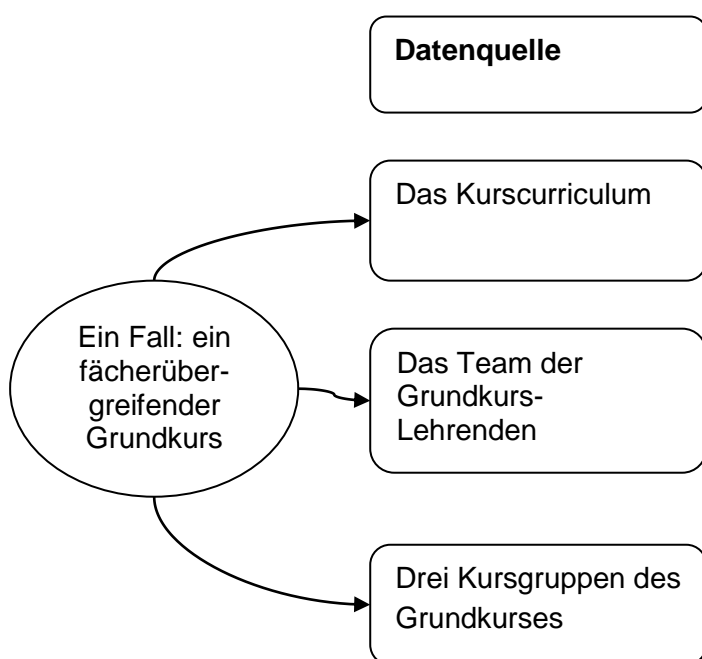 Datenquelle
Das Kurscurriculum
Ein Fall: ein
fächerüber-
greifender
Grundkurs
Das Team der
Grundkurs-
Lehrenden
Drei Kursgruppen des
Grundkurses